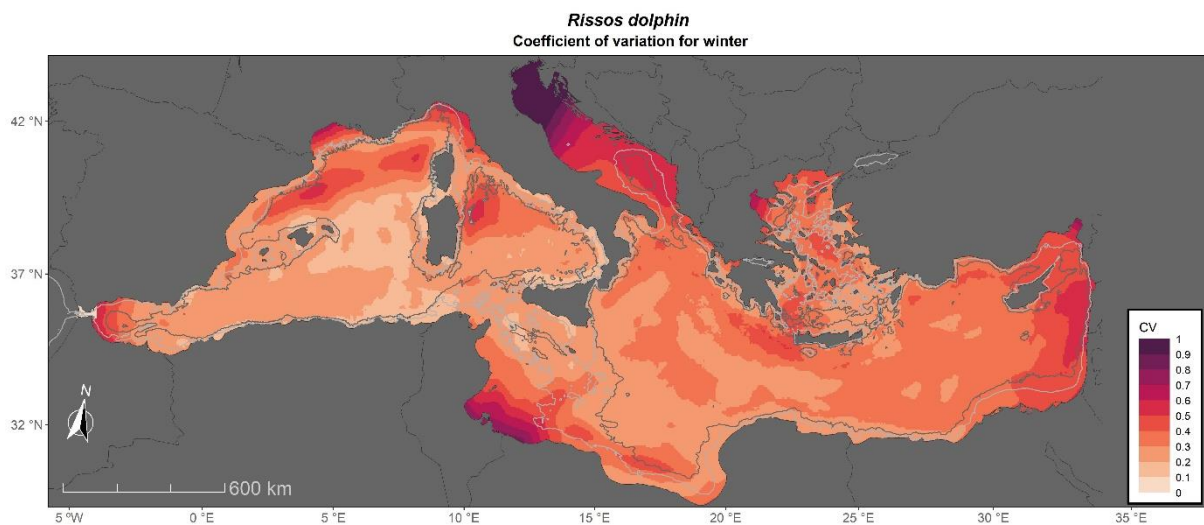 Rissos dolphin
Coefficient of variation for winter
42 °N
37 °N
32 °N
N
600 km
CV
1
0.9
0.8
0.7
0.6
0.5
0.4
0.3
0.2
0.1
0
5 °W
0 °E
5 °E
10 °E
15 °E
20 °E
25 °E
30 °E
35 °E